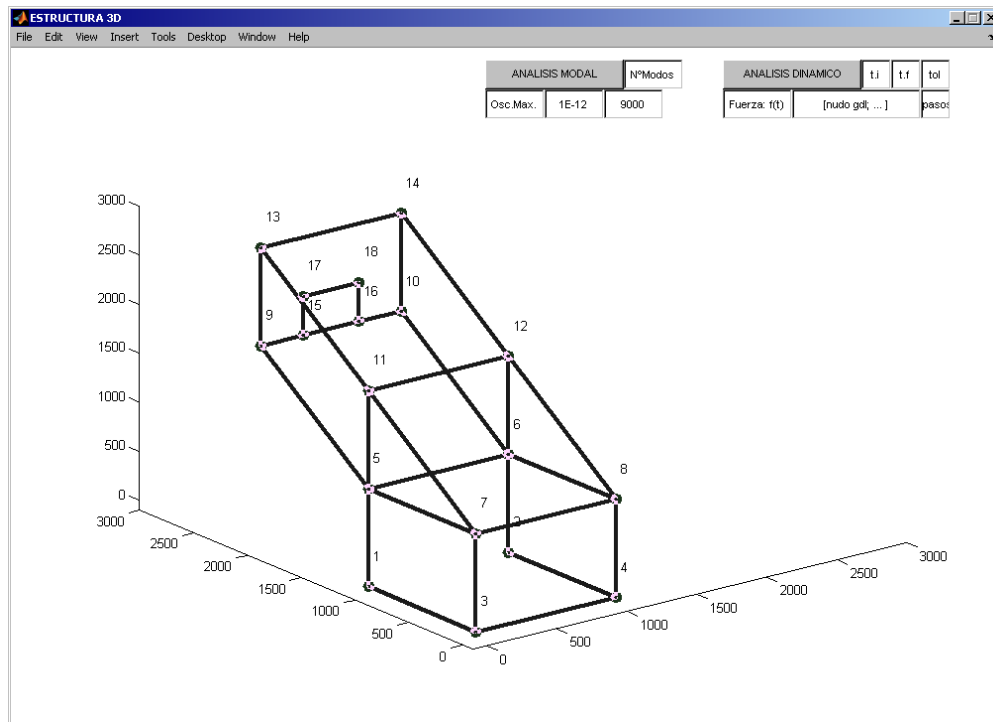 ESTRUCTURA 3D
File Edit View Insert Tools Desktop Window Help
ANALISIS MODAL NºModos ANALISIS DINAMICO t.i t.f tol
Osc.Max. 1E-12 9000 Fuerza: f(t) [nudo gdl; ... ] pasos
14
3000 13
2500 17 18
2000 9 15 16 10
1500 12
1000 11
500 5 6
0 7 8
3000
2500 1 4 3000
2000 3 2500
1500 2000
1000 1500
500 1000
0 500
0